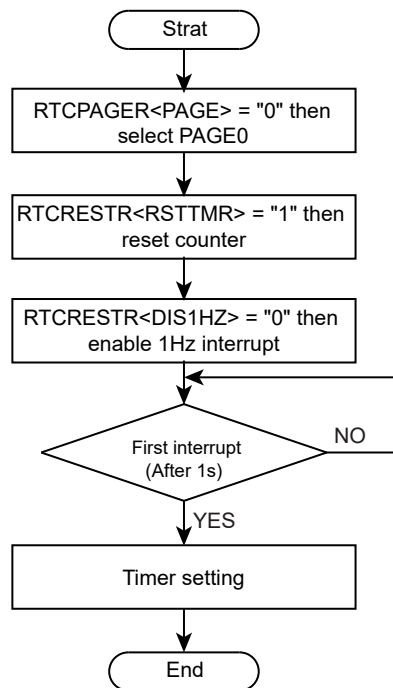 Strat
RTCPAGER<PAGE> = "0" then
select PAGE0
RTCRESTR<RSTTMR> = "1" then
reset counter
RTCRESTR<DIS1HZ> = "0" then
enable 1Hz interrupt
First interrupt
(After 1s)
NO
YES
Timer setting
End